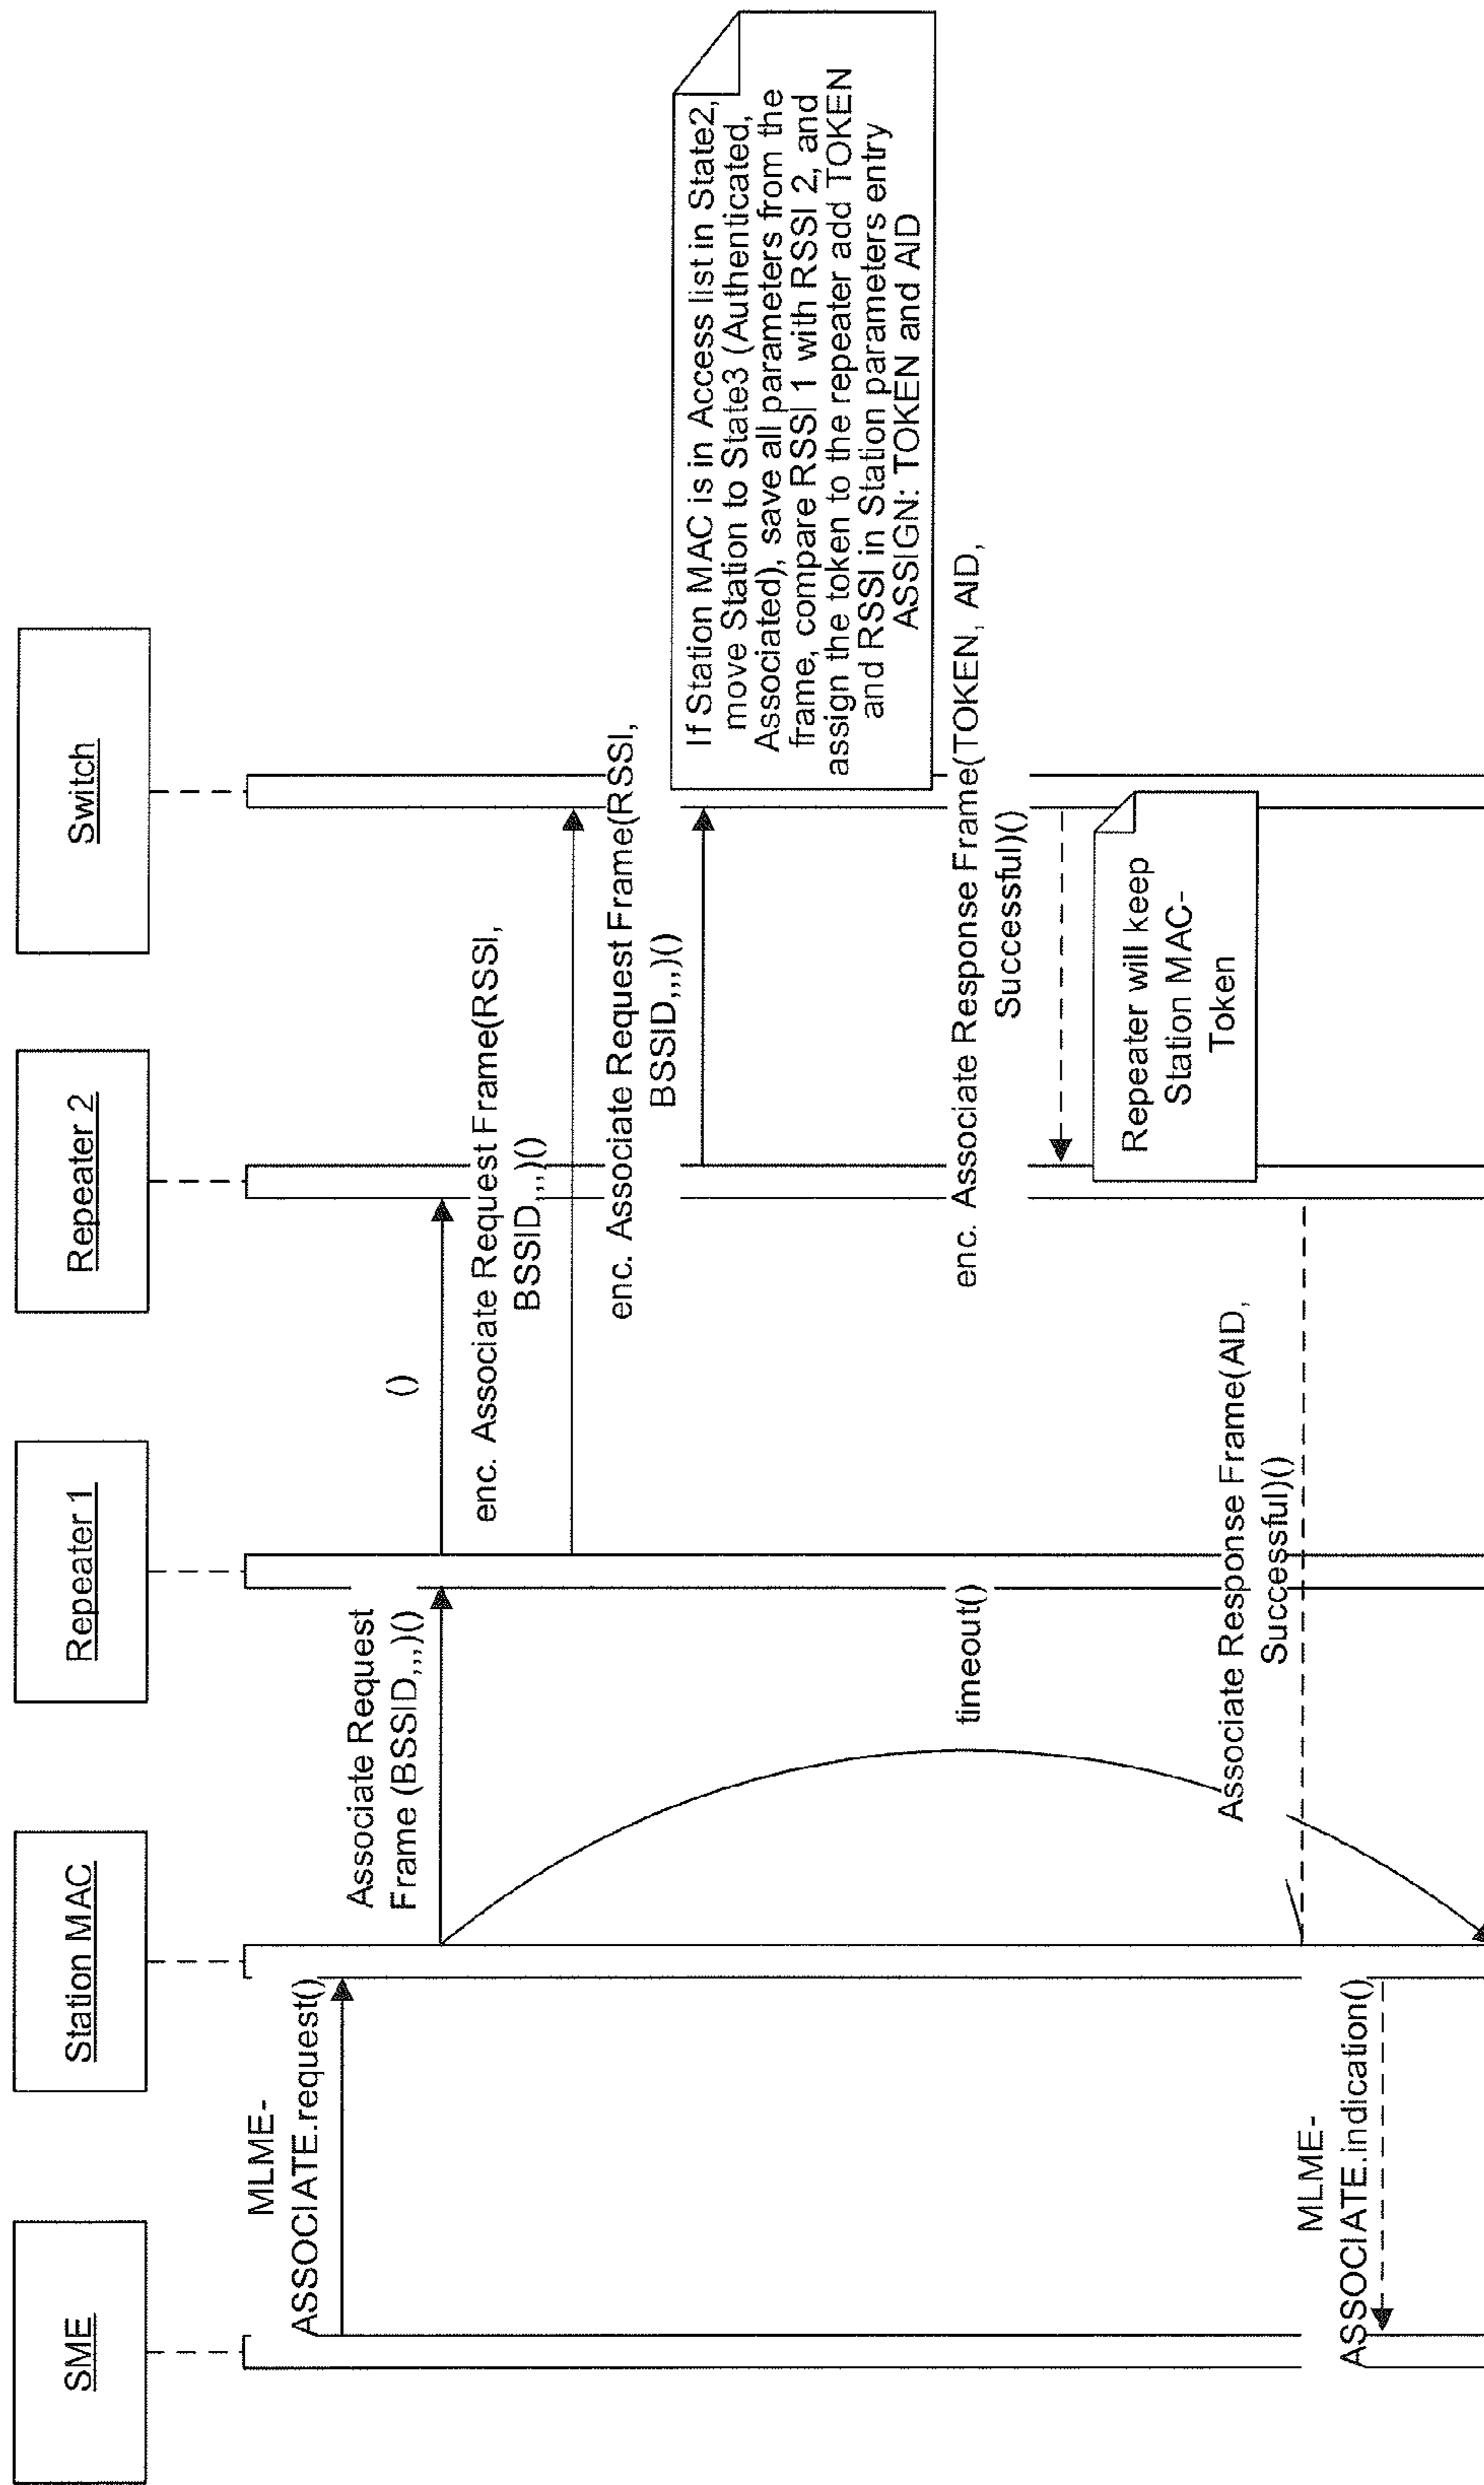 SME
Station MAC
Repeater 1
Repeater 2
Switch
MLME-
ASSOCIATE.request()
Associate Request
Frame (BSSID,,,)()
()
enc. Associate Request Frame(RSSI,
BSSID,,,)()
enc. Associate Request Frame(RSSI,
BSSID,,,)()
If Station MAC is in Access list in State2,
move Station to State3 (Authenticated,
Associated), save all parameters from the
frame, compare RSSI 1 with RSSI 2, and
assign the token to the repeater add TOKEN
and RSSI in Station parameters entry
ASSIGN: TOKEN and AID
timeout()
enc. Associate Response Frame(TOKEN, AID,
Successful)()
Repeater will keep
Station MAC-
Token
Associate Response Frame(AID,
Successful)()
MLME-
ASSOCIATE.indication()